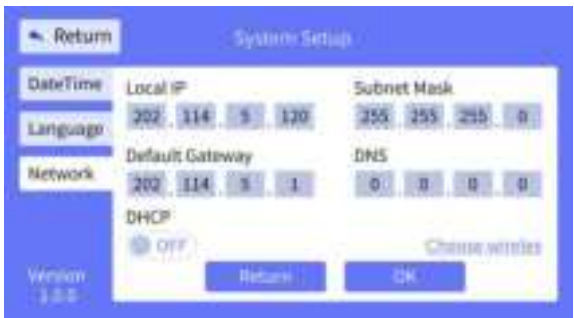 Return
System Setup
DateTime
Language
Network
Version
1.0.0
Local IP
202 . 114 . 5 . 120
Subnet Mask
255 . 255 . 255 . 0
Default Gateway
202 . 114 . 5 . 1
DNS
0 . 0 . 0 . 0
DHCP
OFF
Choose wireless
Return
OK